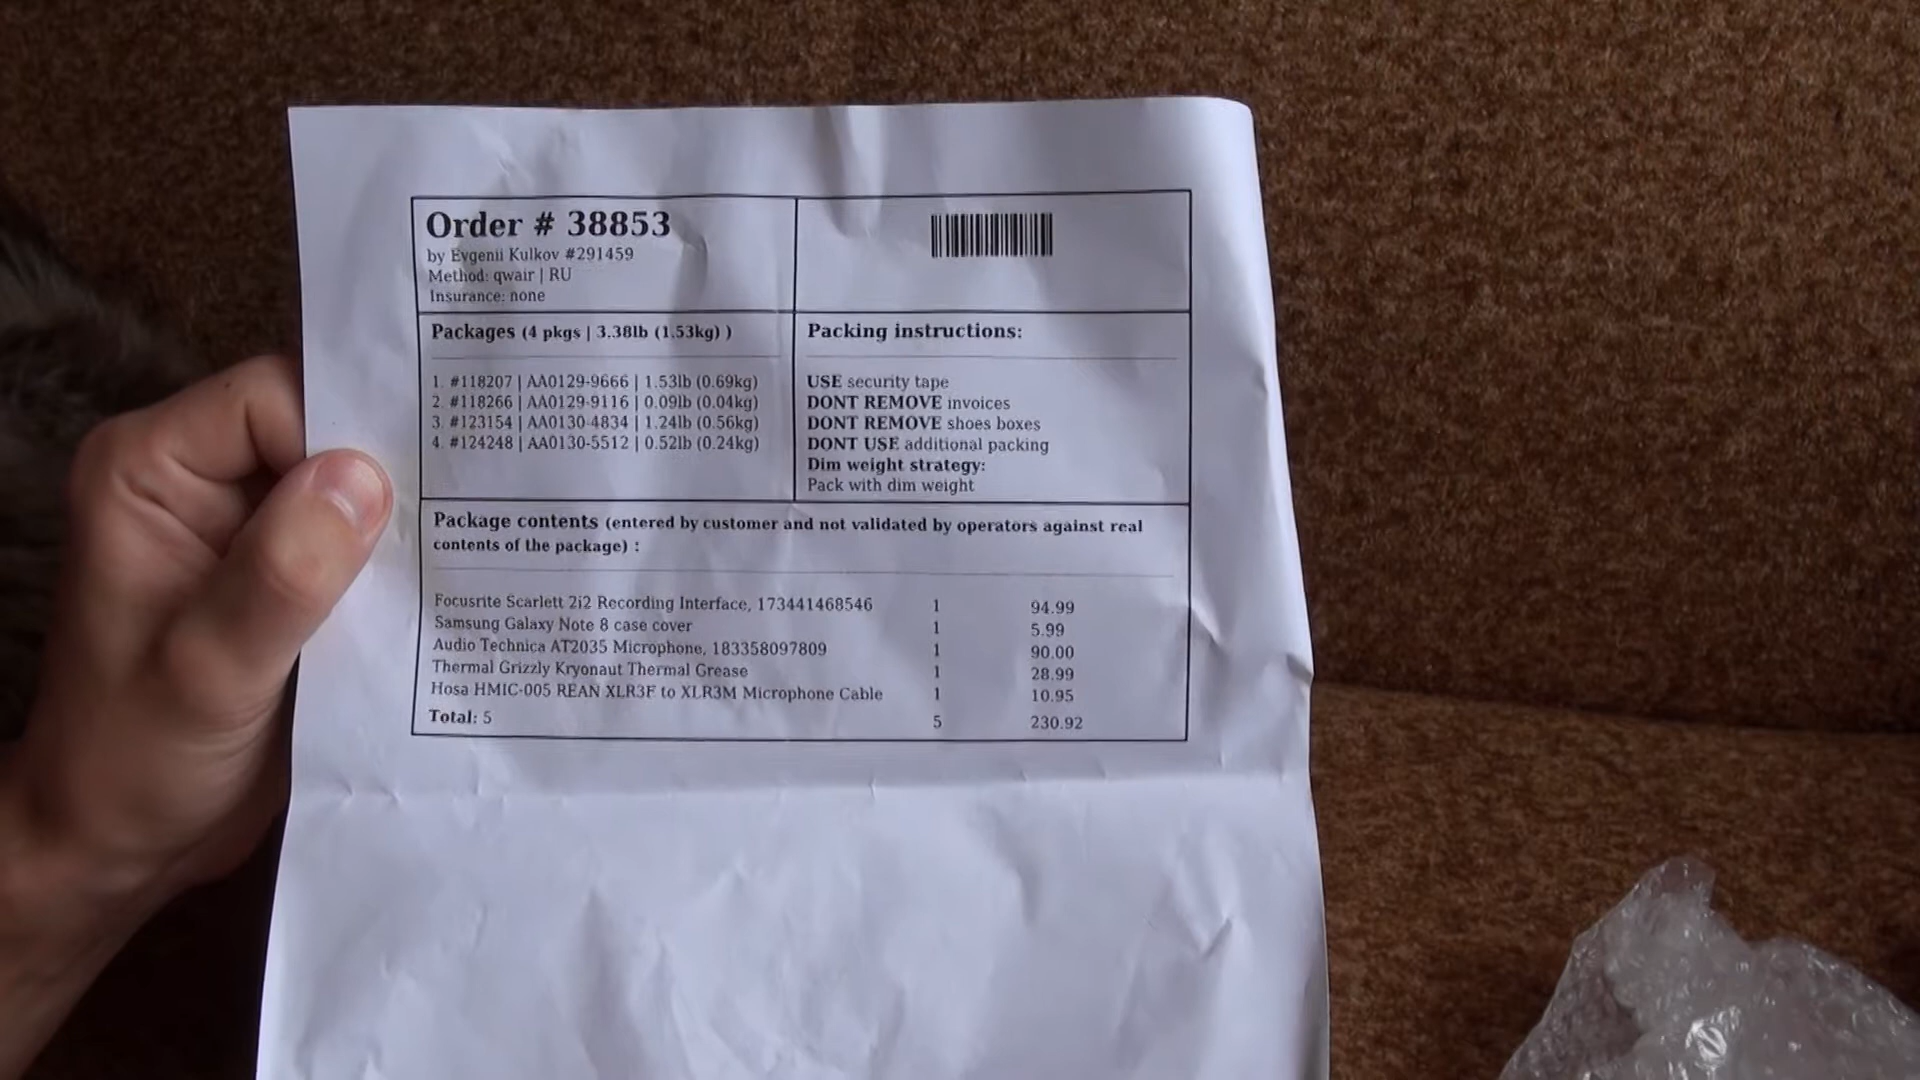 Order # 38853
by Evgenii Kulkov #291459
Method: qwair | RU
Insurance: none
Packages (4 pkgs | 3.38lb (1.53kg) )
1. #118207 | AA0129-9666 | 1.53lb (0.69kg)
2. #118266 | AA0129-9116 | 0.09lb (0.04kg)
3. #123154 | AA0130-4834 | 1.24lb (0.56kg)
4. #124248 | AA0130-5512 | 0.52lb (0.24kg)
Packing instructions:
USE security tape
DONT REMOVE invoices
DONT REMOVE shoes boxes
DONT USE additional packing
Dim weight strategy:
Pack with dim weight
Package contents (entered by customer and not validated by operators against real
contents of the package) :
Focusrite Scarlett 2i2 Recording Interface, 173441468546 1 94.99
Samsung Galaxy Note 8 case cover 1 5.99
Audio Technica AT2035 Microphone, 183358097809 1 90.00
Thermal Grizzly Kryonaut Thermal Grease 1 28.99
Hosa HMIC-005 REAN XLR3F to XLR3M Microphone Cable 1 10.95
Total: 5 5 230.92